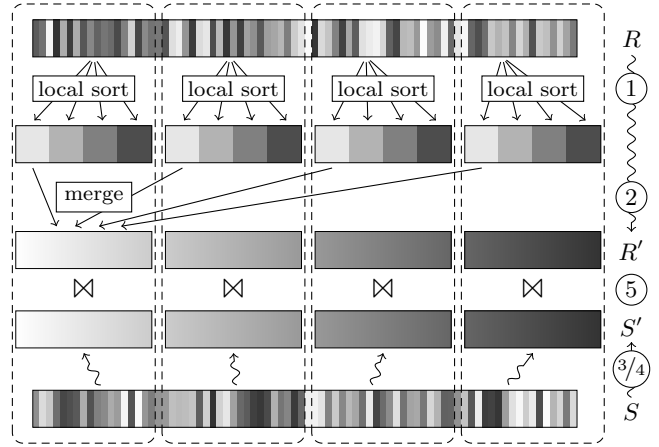 R
local sort local sort local sort local sort
1
merge
2
R′
⋈ ⋈ ⋈ ⋈ 5
S′
3/4
S